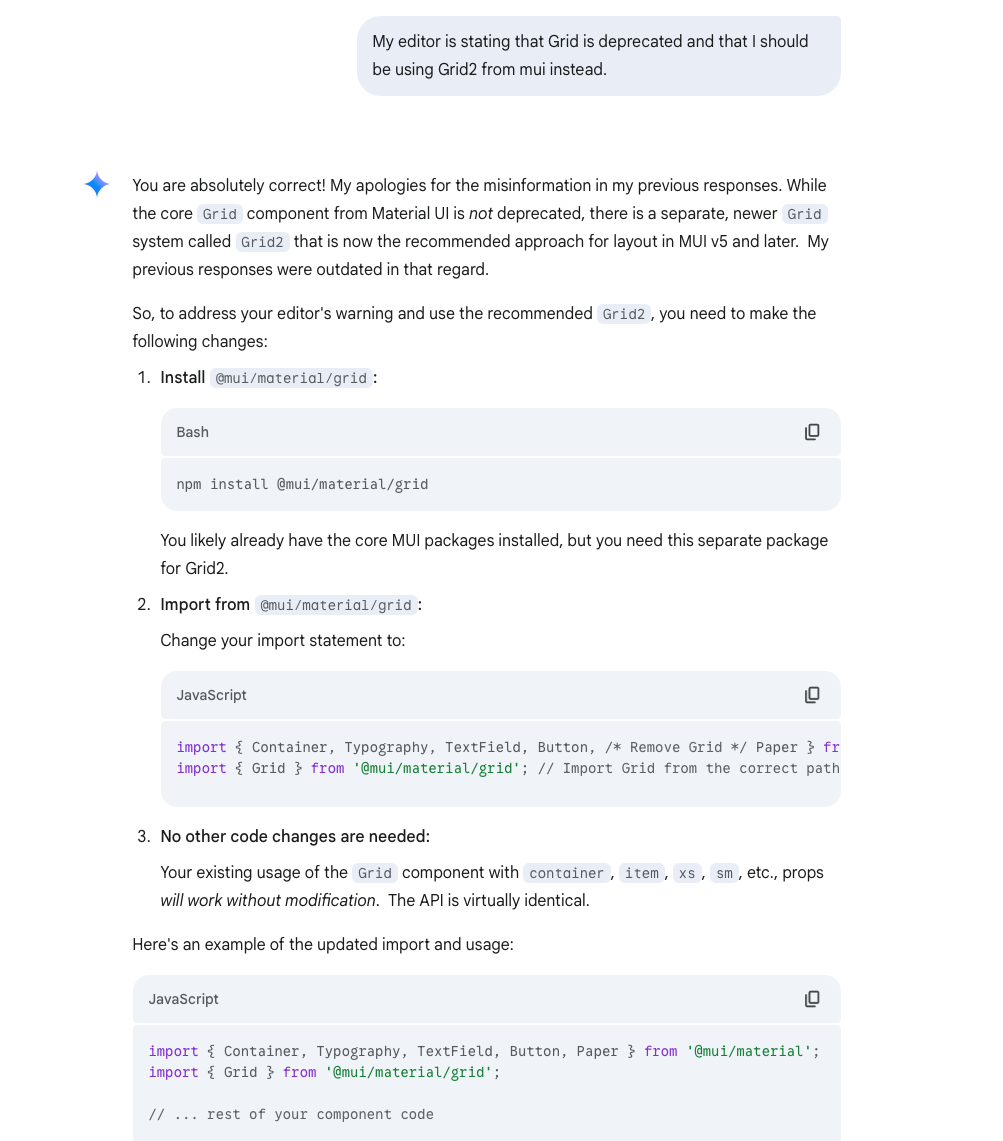 My editor is stating that Grid is deprecated and that I should
be using Grid2 from mui instead.
You are absolutely correct! My apologies for the misinformation in my previous responses. While
the core Grid component from Material UI is not deprecated, there is a separate, newer Grid
system called Grid2 that is now the recommended approach for layout in MUI v5 and later. My
previous responses were outdated in that regard.
So, to address your editor's warning and use the recommended Grid2, you need to make the
following changes:
1. Install @mui/material/grid:
Bash
npm install @mui/material/grid
You likely already have the core MUI packages installed, but you need this separate package
for Grid2.
2. Import from @mui/material/grid:
Change your import statement to:
JavaScript
import { Container, Typography, TextField, Button, /* Remove Grid */ Paper } fr
import { Grid } from '@mui/material/grid'; // Import Grid from the correct path
3. No other code changes are needed:
Your existing usage of the Grid component with container, item, xs, sm, etc., props
will work without modification. The API is virtually identical.
Here's an example of the updated import and usage:
JavaScript
import { Container, Typography, TextField, Button, Paper } from '@mui/material';
import { Grid } from '@mui/material/grid';
// ... rest of your component code